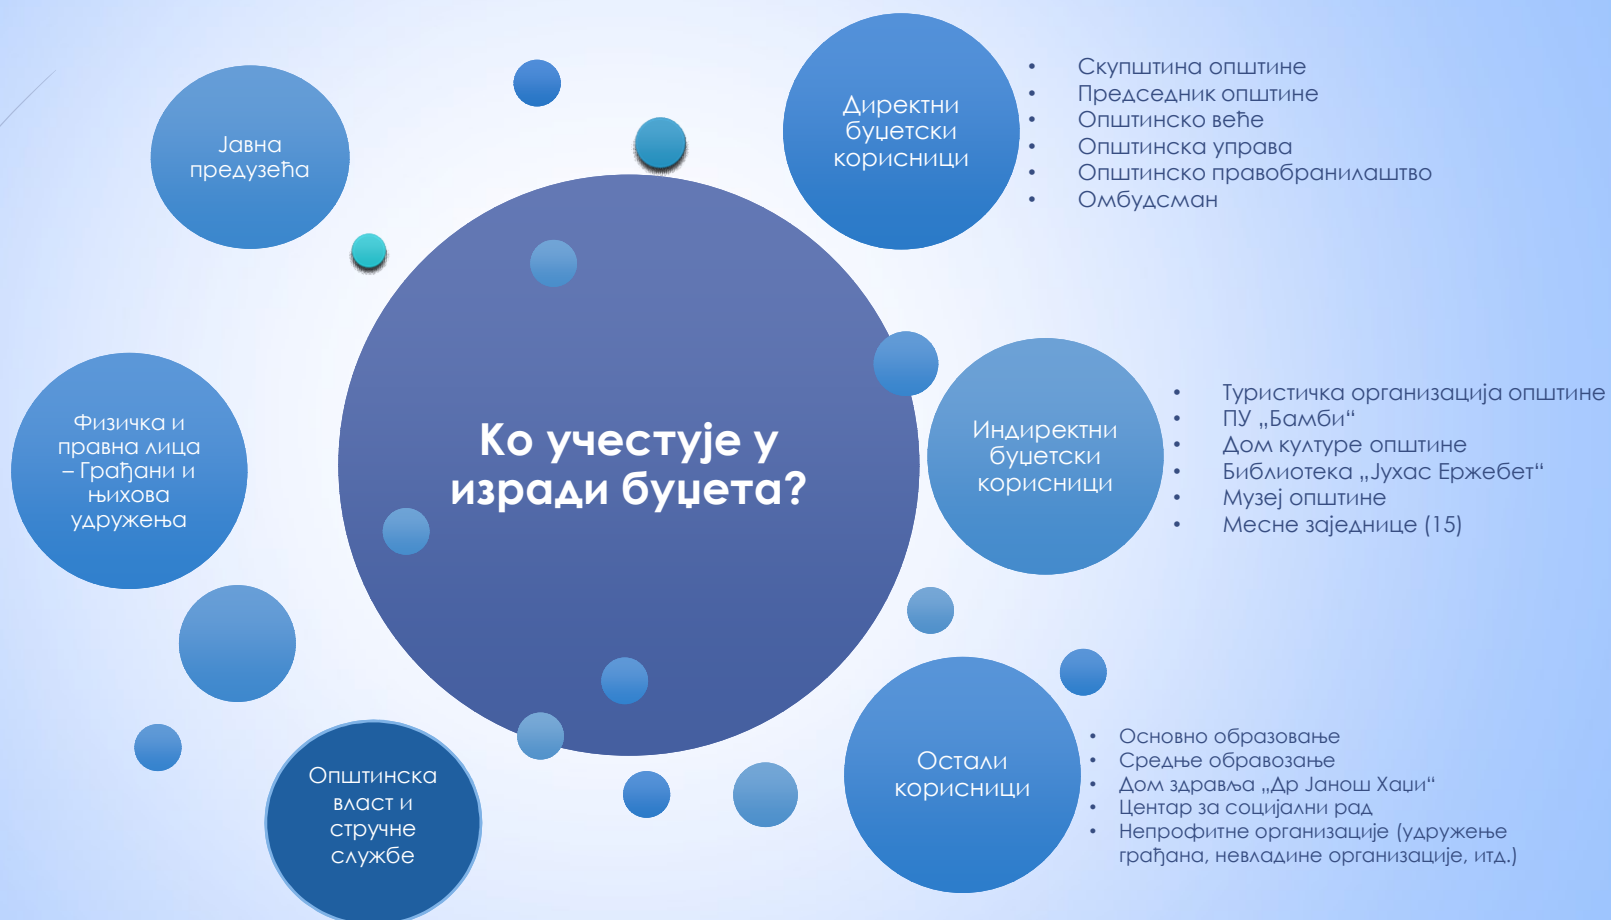 Јавна
предузећа
Директни
буџетски
корисници
• Скупштина општине
• Председник општине
• Општинско веће
• Општинска управа
• Општинско правобранилаштво
• Омбудсман
Физичка и
правна лица
– Грађани и
њихова
удружења
Ко учестује у
изради буџета?
Индиректни
буџетски
корисници
• Туристичка организација општине
• ПУ „Бамби“
• Дом културе општине
• Библиотека „Јухас Ержебет“
• Музеј општине
• Месне заједнице (15)
Општинска
власт и
стручне
службе
Остали
корисници
• Основно образовање
• Средње обравозање
• Дом здравља „Др Јанош Хаџи“
• Центар за социјални рад
• Непрофитне организације (удружење
грађана, невладине организације, итд.)